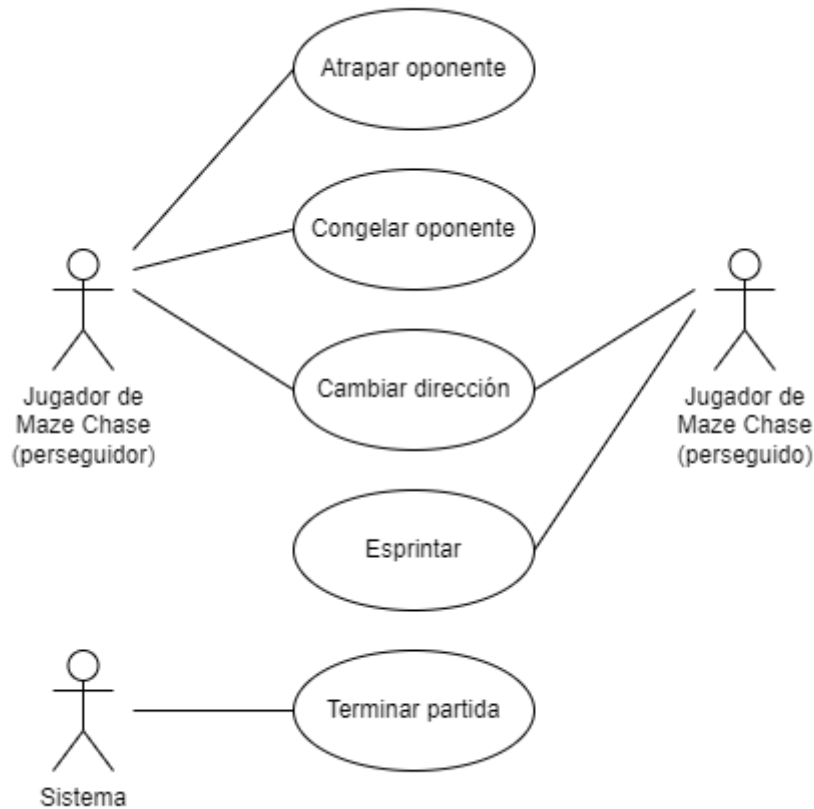 Atrapar oponente
Congelar oponente
Jugador de
Maze Chase
(perseguidor)
Cambiar dirección
Jugador de
Maze Chase
(perseguido)
Esprintar
Terminar partida
Sistema